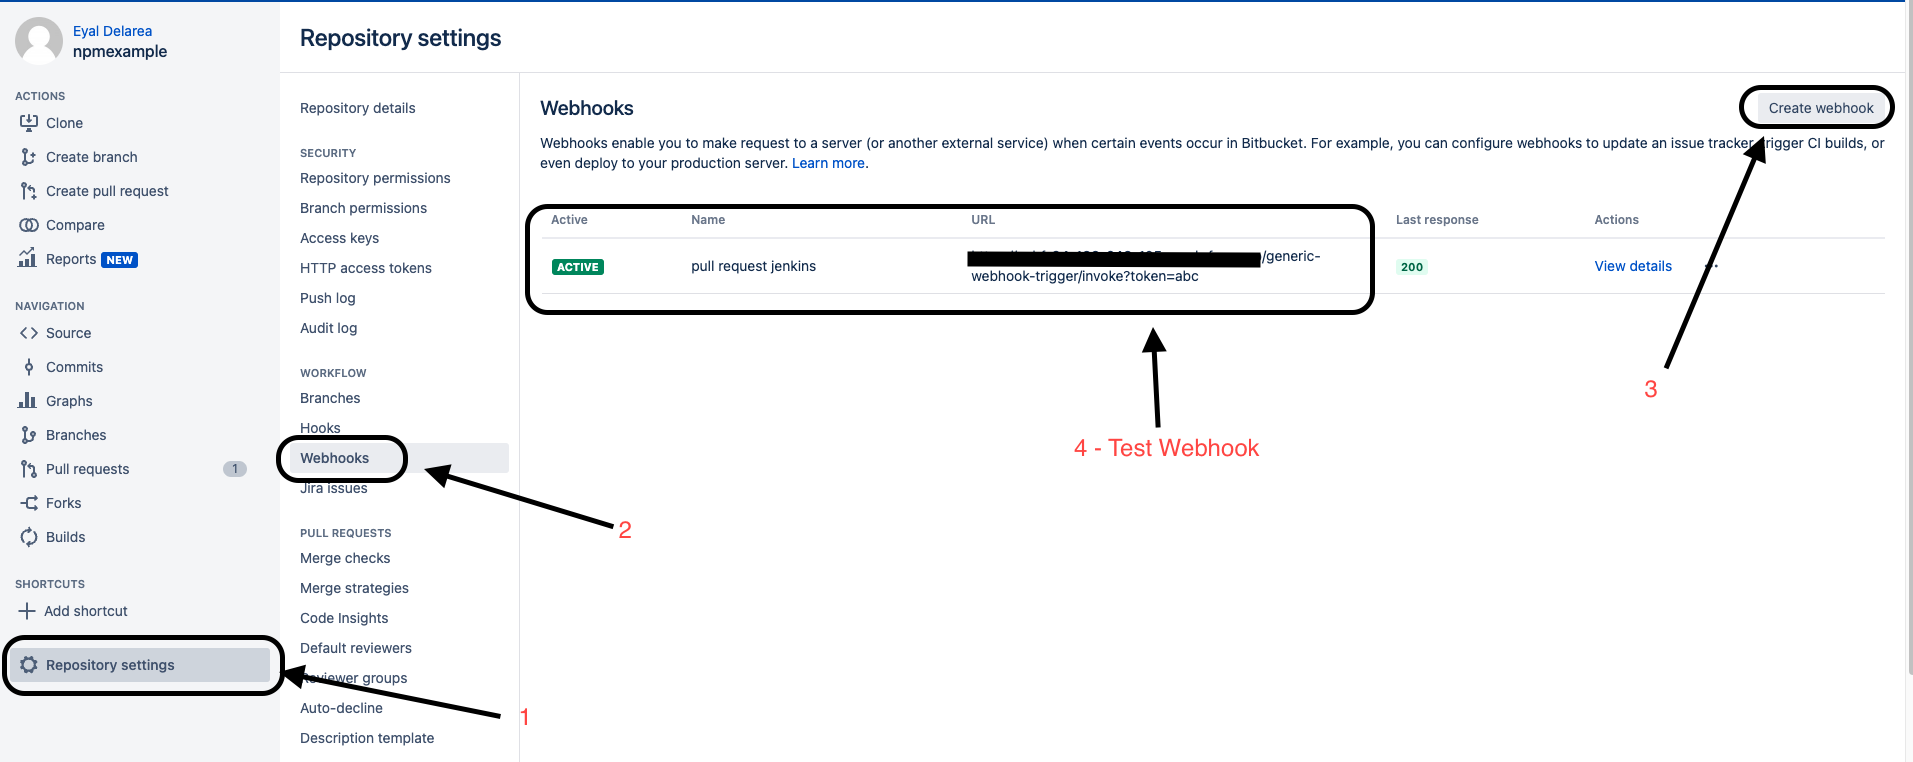 Eyal Delarea
npmexample
ACTIONS
Clone
Create branch
Create pull request
Compare
Reports NEW
NAVIGATION
Source
Commits
Graphs
Branches
Pull requests 1
Forks
Builds
SHORTCUTS
Add shortcut
Repository settings
Repository settings
Repository details
SECURITY
Repository permissions
Branch permissions
Access keys
HTTP access tokens
Push log
Audit log
WORKFLOW
Branches
Hooks
Webhooks
Jira issues
PULL REQUESTS
Merge checks
Merge strategies
Code Insights
Default reviewers
Reviewer groups
Auto-decline
Description template
Webhooks
Create webhook
Webhooks enable you to make request to a server (or another external service) when certain events occur in Bitbucket. For example, you can configure webhooks to update an issue tracker, trigger CI builds, or
even deploy to your production server. Learn more.
Active Name URL Last response Actions
ACTIVE pull request jenkins /generic-
webhook-trigger/invoke?token=abc
200 View details ···
3
4 - Test Webhook
2
1